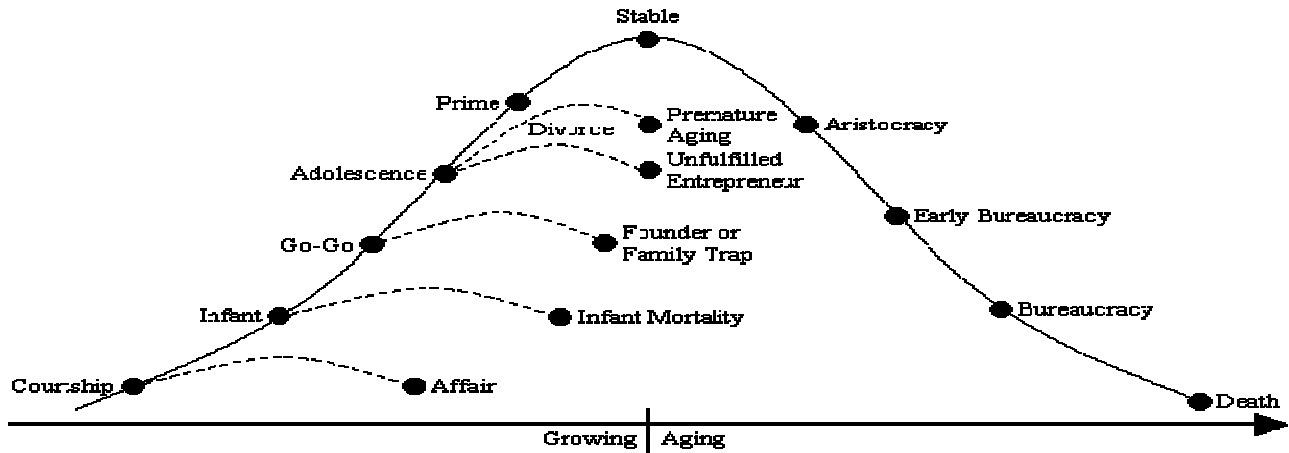 Stable
Prime
Premature
Aging
Divorce
Aristocracy
Adolescence
Unfulfilled
Entrepreneur
Early Bureaucracy
Go-Go
Founder or
Family Trap
Infant
Infant Mortality
Bureaucracy
Courtship
Affair
Death
Growing
Aging